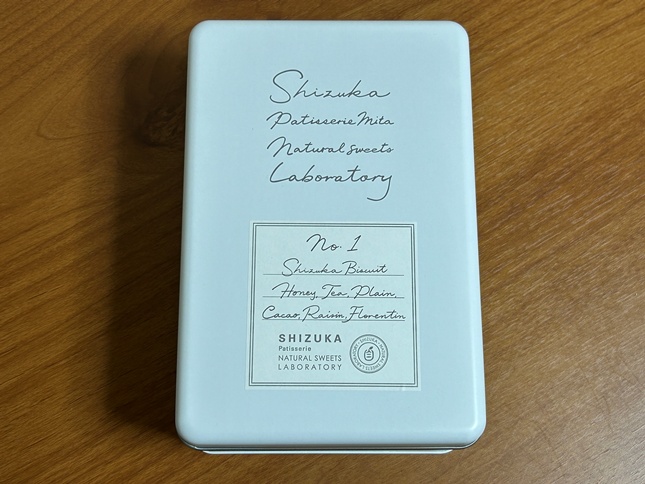 Shizuka
Patisserie Mita
Natural sweets
Laboratory
No. 1
Shizuka Biscuit
Honey, Tea, Plain,
Cacao, Raisin, Florentin
SHIZUKA
Patisserie
NATURAL SWEETS
LABORATORY